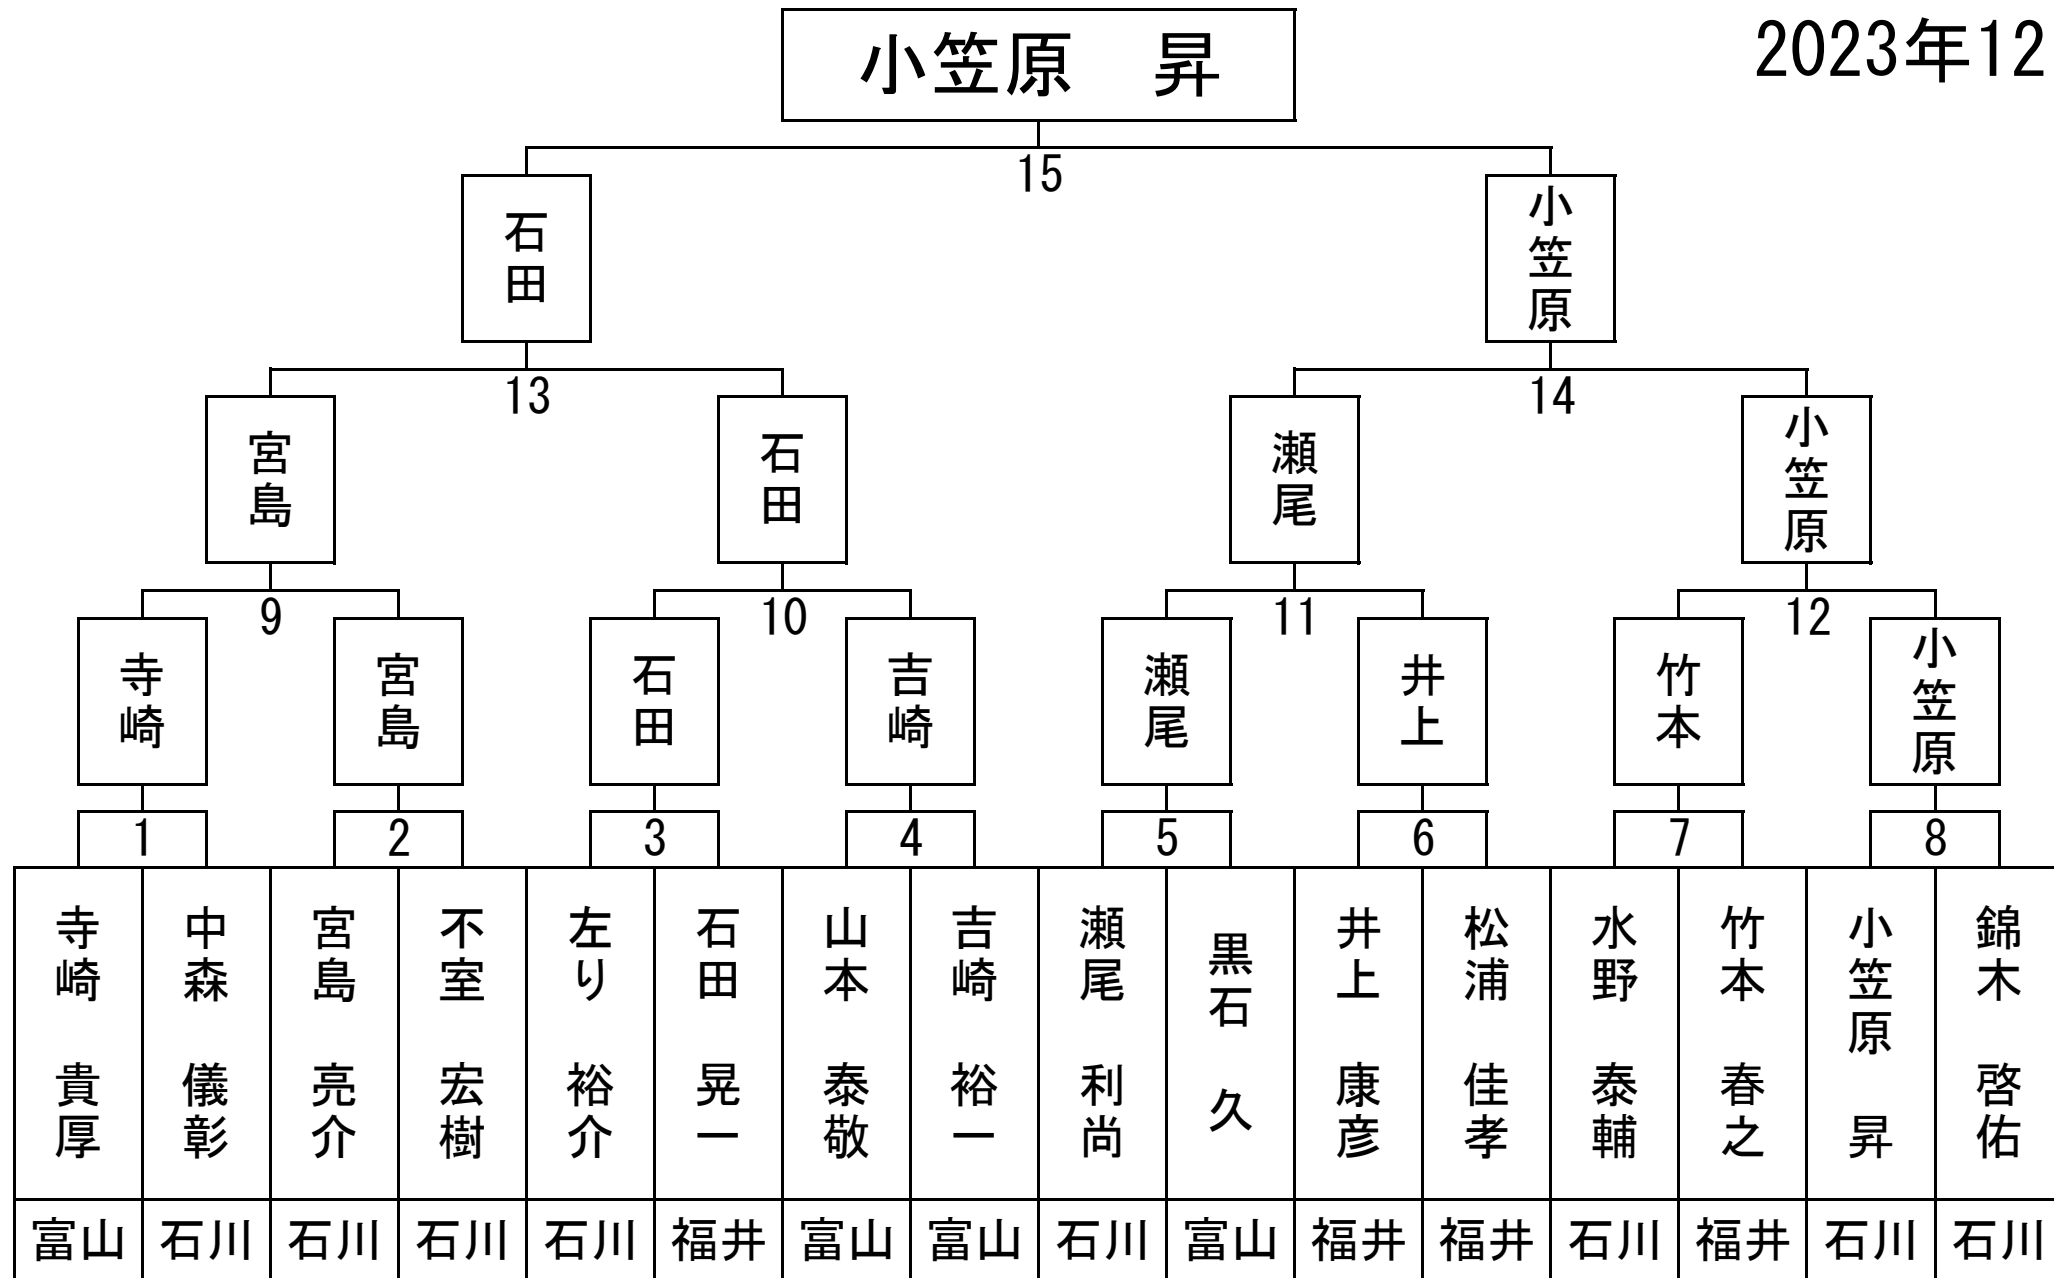 小笠原　昇
2023年12
15
石田
小笠原
13
14
宮島
石田
瀬尾
小笠原
9
10
11
12
寺崎
宮島
石田
吉崎
瀬尾
井上
竹本
小笠原
1
2
3
4
5
6
7
8
寺崎　貴厚
中森　儀彰
宮島　亮介
不室　宏樹
左り　裕介
石田　晃一
山本　泰敬
吉崎　裕一
瀬尾　利尚
黒石　久
井上　康彦
松浦　佳孝
水野　泰輔
竹本　春之
小笠原　昇
錦木　啓佑
富山
石川
石川
石川
石川
福井
富山
富山
石川
富山
福井
福井
石川
福井
石川
石川